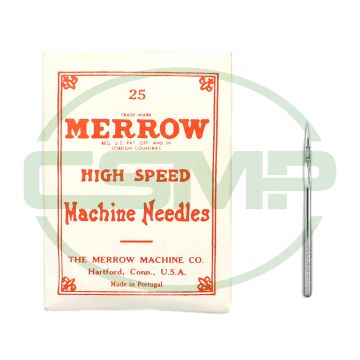 25
TRADE MARK
MERROW
REG. U.S. PAT. OFF. AND IN
FOREIGN COUNTRIES
HIGH SPEED
Machine Needles
THE MERROW MACHINE CO.
Hartford, Conn., U.S.A.
Made in Portugal
CSMP